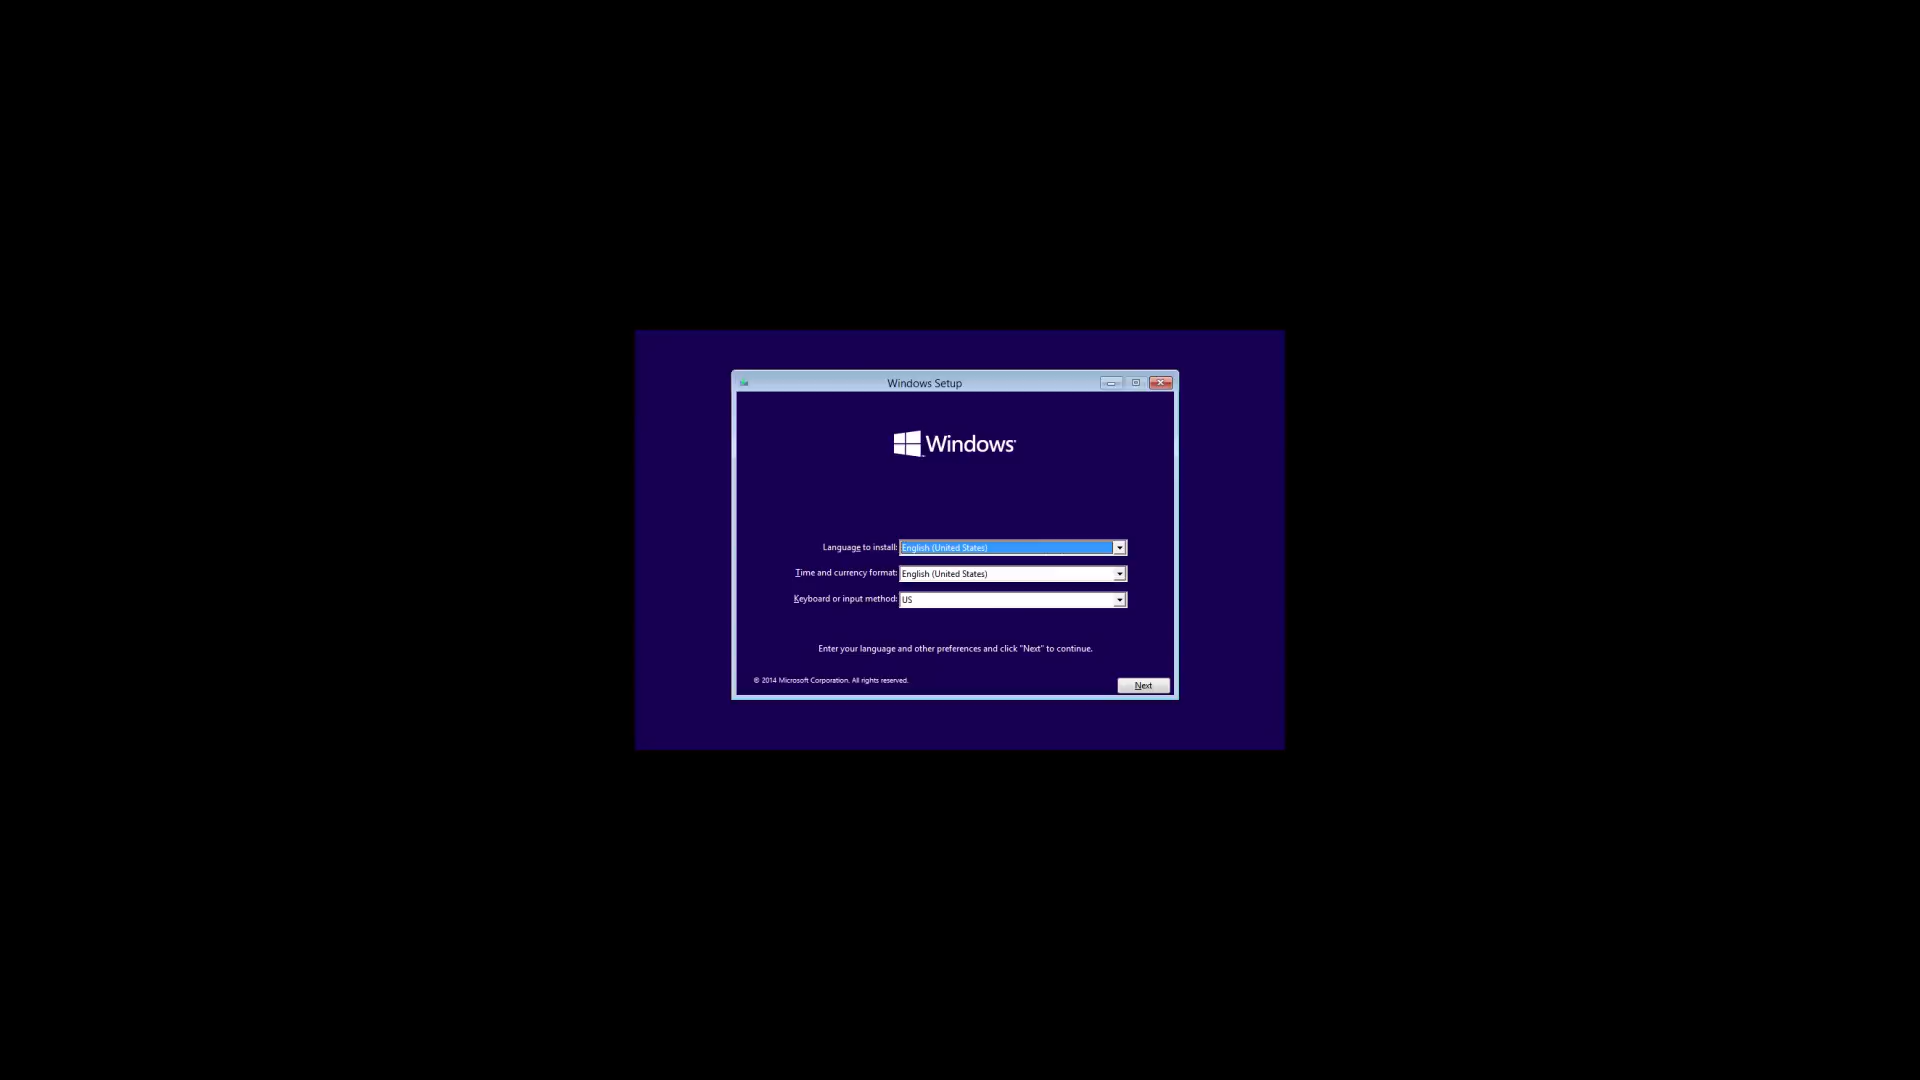 Windows Setup
Windows
Language to install: English (United States)
Time and currency format: English (United States)
Keyboard or input method: US
Enter your language and other preferences and click "Next" to continue.
© 2014 Microsoft Corporation. All rights reserved.
Next